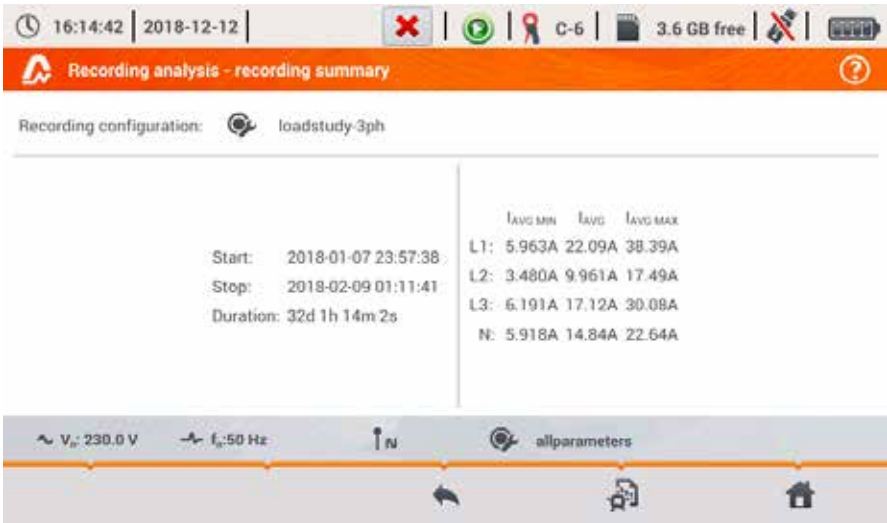 16:14:42 2018-12-12 C-6 3.6 GB free
Recording analysis - recording summary ?
Recording configuration: loadstudy-3ph
Start: 2018-01-07 23:57:38
Stop: 2018-02-09 01:11:41
Duration: 32d 1h 14m 2s
IAVG MIN IAVG IAVG MAX
L1: 5.963A 22.09A 38.39A
L2: 3.480A 9.961A 17.49A
L3: 6.191A 17.12A 30.08A
N: 5.918A 14.84A 22.64A
Vn: 230.0 V fn:50 Hz N allparameters